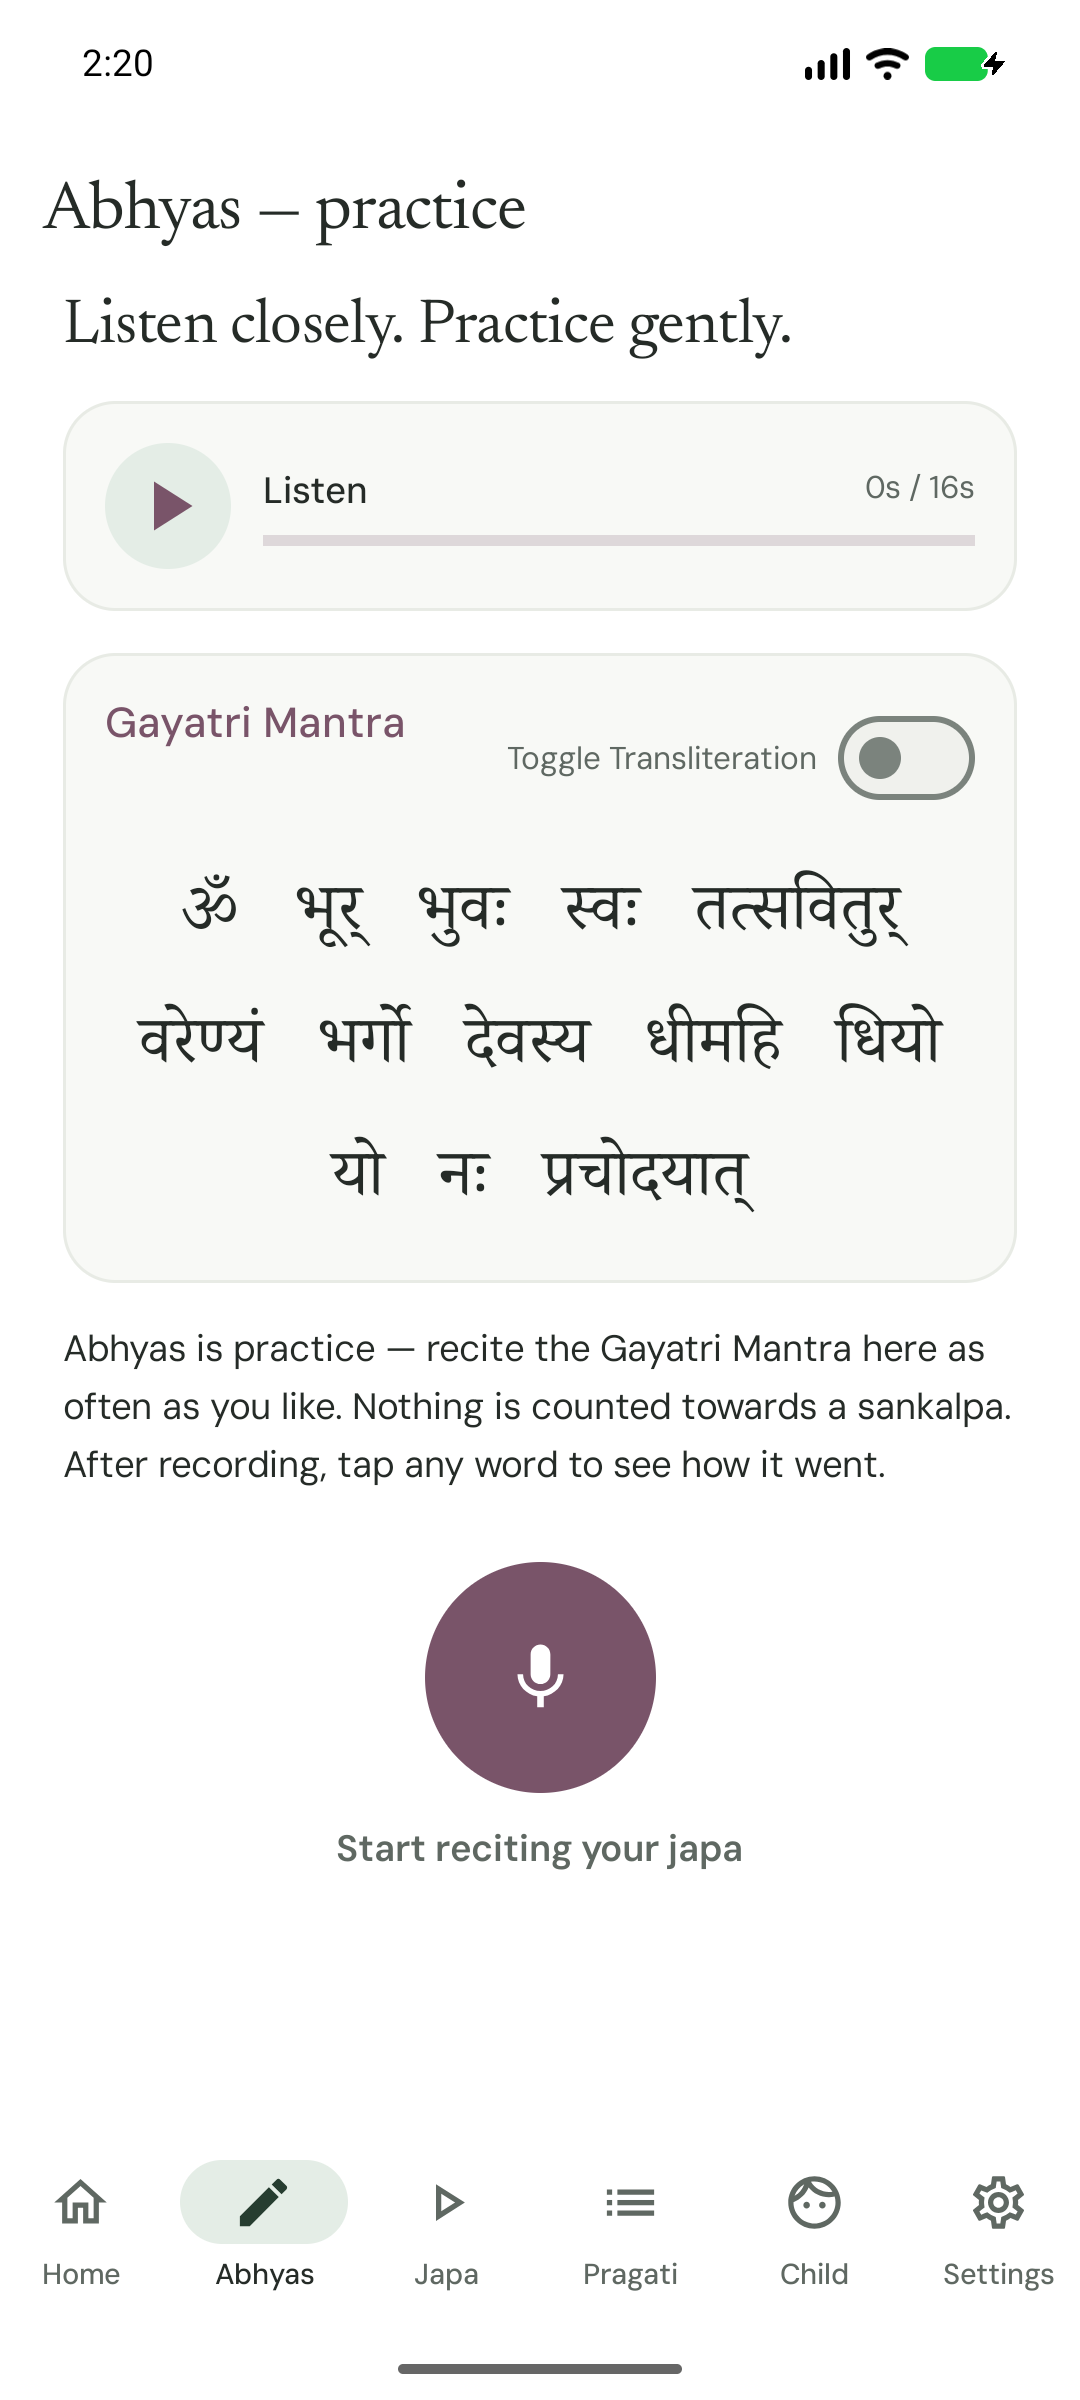 2:20
Abhyas – practice
Listen closely. Practice gently.
Listen
0s / 16s
Gayatri Mantra
Toggle Transliteration
ॐ भूर् भुवः स्वः तत्सवितुर्
वरेण्यं भर्गो देवस्य धीमहि धियो
यो नः प्रचोदयात्
Abhyas is practice — recite the Gayatri Mantra here as
often as you like. Nothing is counted towards a sankalpa.
After recording, tap any word to see how it went.
Start reciting your japa
Home Abhyas Japa Pragati Child Settings